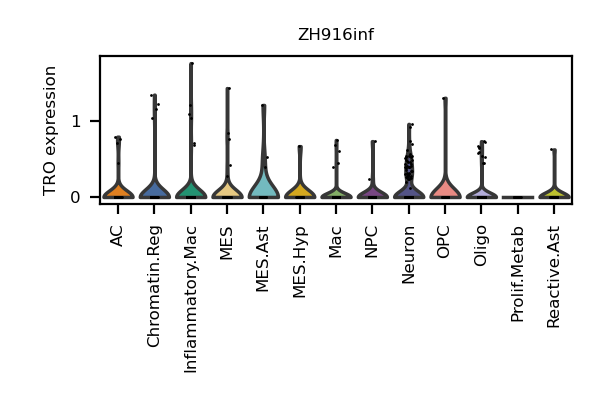 ZH916inf
TRO expression
1
0
AC
Chromatin.Reg
Inflammatory.Mac
MES
MES.Ast
MES.Hyp
Mac
NPC
Neuron
OPC
Oligo
Prolif.Metab
Reactive.Ast